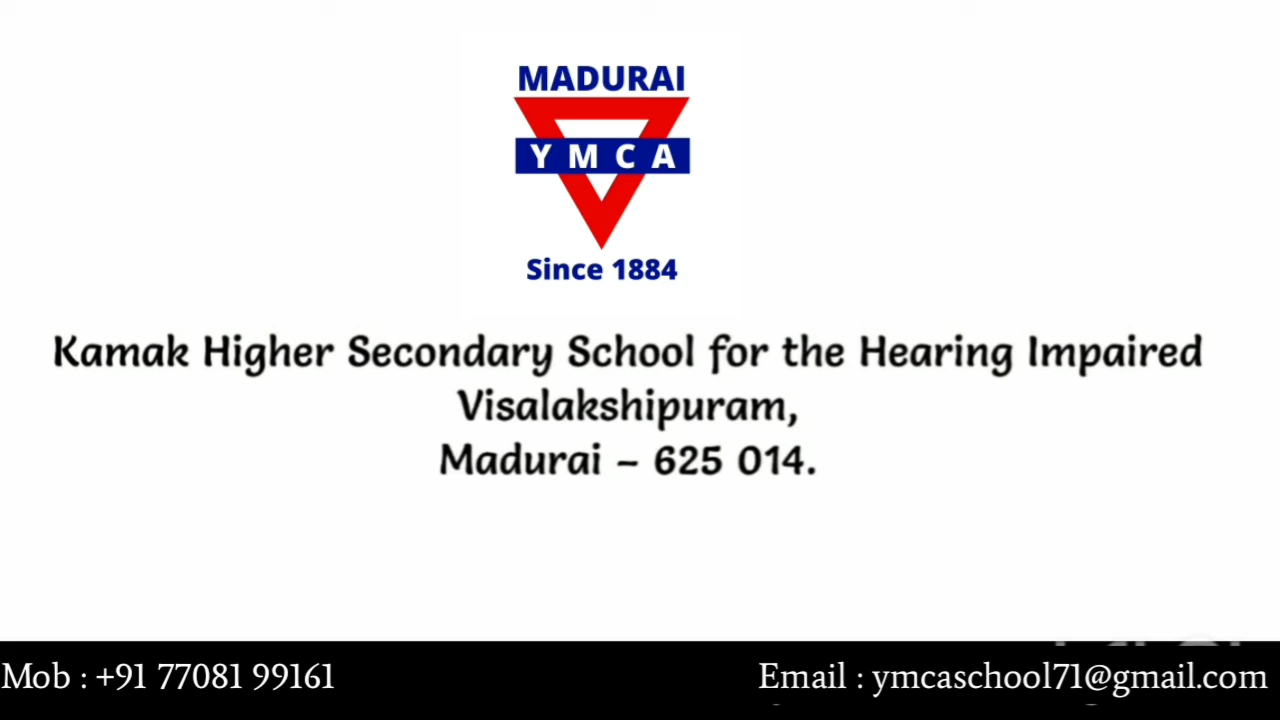 MADURAI
YMCA
Since 1884
Kamak Higher Secondary School for the Hearing Impaired
Visalakshipuram,
Madurai – 625 014.
Mob : +91 77081 99161
Email : ymcaschool71@gmail.com